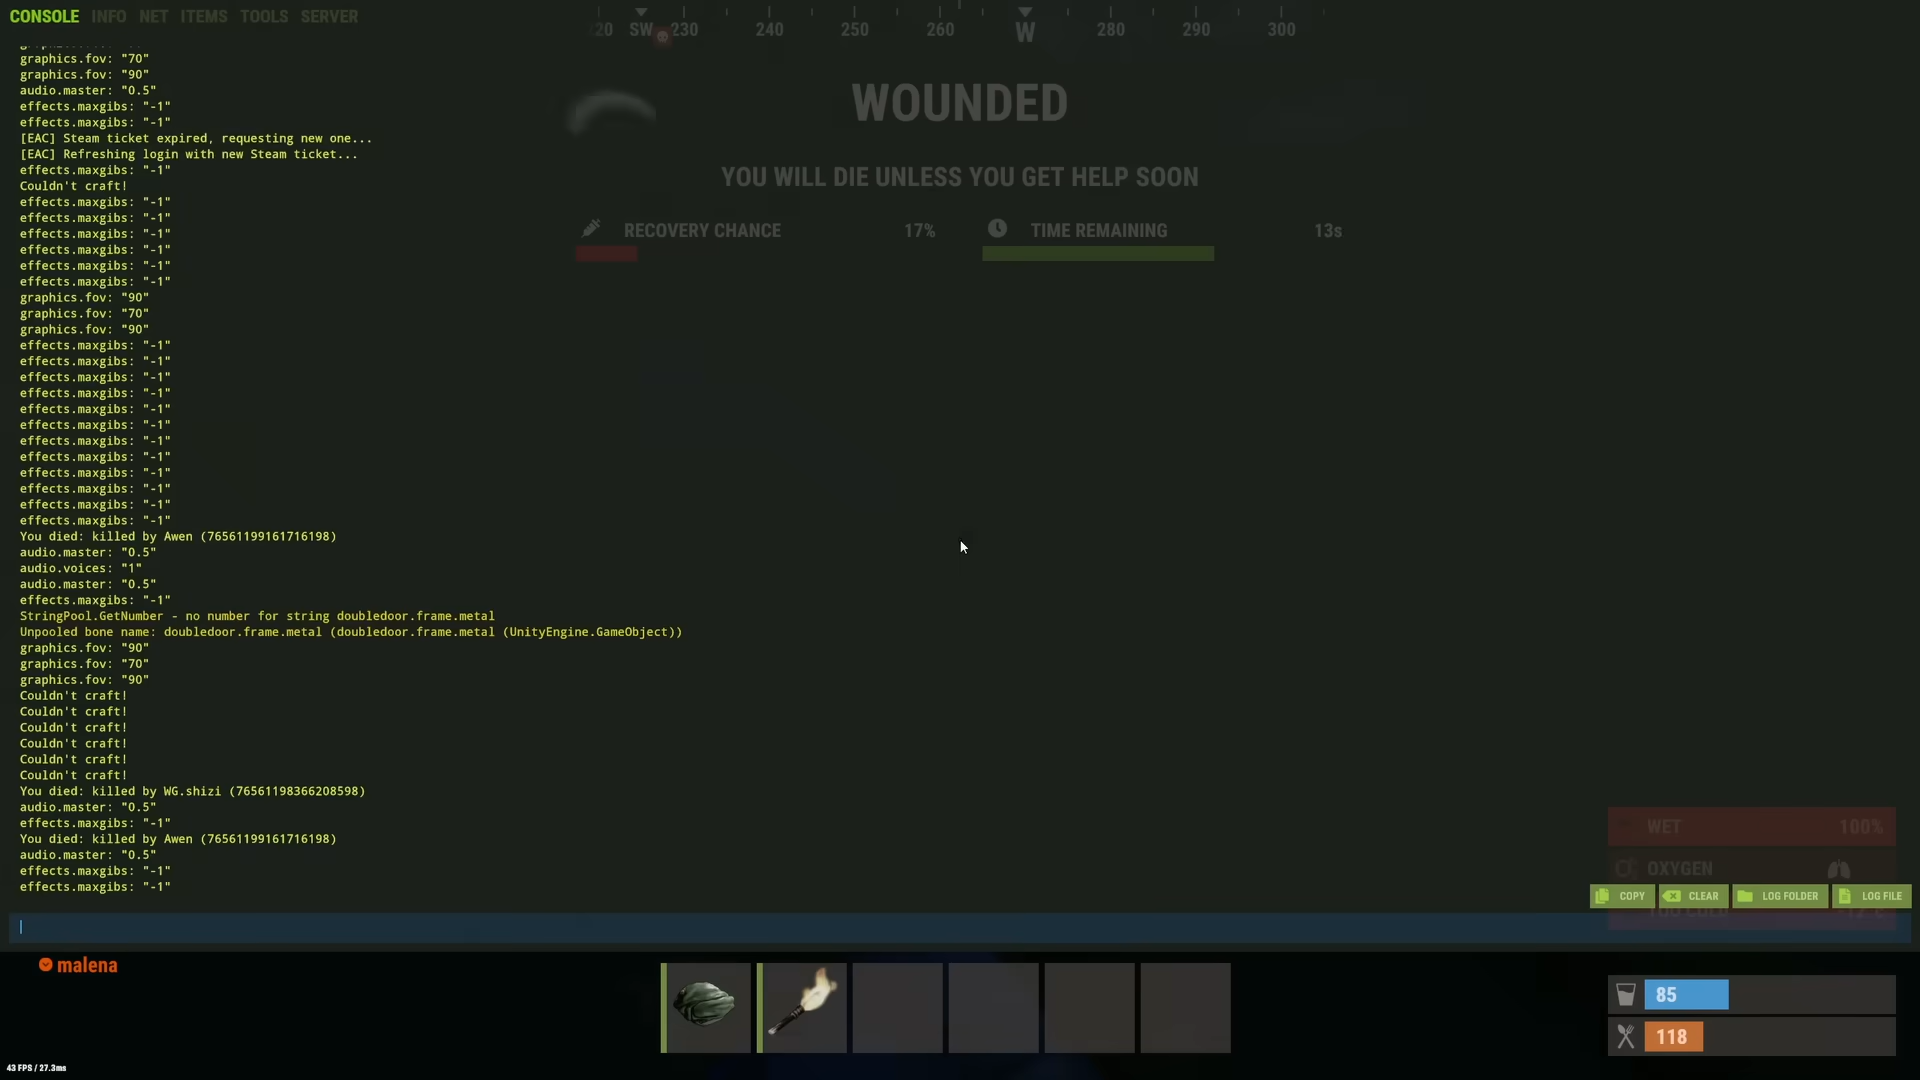 CONSOLE INFO NET ITEMS TOOLS SERVER
20 SW 230 240 250 260 W 280 290 300
graphics.fov: "70"
graphics.fov: "90"
audio.master: "0.5"
effects.maxgibs: "-1"
effects.maxgibs: "-1"
[EAC] Steam ticket expired, requesting new one...
[EAC] Refreshing login with new Steam ticket...
effects.maxgibs: "-1"
Couldn't craft!
effects.maxgibs: "-1"
effects.maxgibs: "-1"
effects.maxgibs: "-1"
effects.maxgibs: "-1"
effects.maxgibs: "-1"
effects.maxgibs: "-1"
graphics.fov: "90"
graphics.fov: "70"
graphics.fov: "90"
effects.maxgibs: "-1"
effects.maxgibs: "-1"
effects.maxgibs: "-1"
effects.maxgibs: "-1"
effects.maxgibs: "-1"
effects.maxgibs: "-1"
effects.maxgibs: "-1"
effects.maxgibs: "-1"
effects.maxgibs: "-1"
effects.maxgibs: "-1"
effects.maxgibs: "-1"
effects.maxgibs: "-1"
You died: killed by Awen (76561199161716198)
audio.master: "0.5"
audio.voices: "1"
audio.master: "0.5"
effects.maxgibs: "-1"
StringPool.GetNumber - no number for string doubledoor.frame.metal
Unpooled bone name: doubledoor.frame.metal (doubledoor.frame.metal (UnityEngine.GameObject))
graphics.fov: "90"
graphics.fov: "70"
graphics.fov: "90"
Couldn't craft!
Couldn't craft!
Couldn't craft!
Couldn't craft!
Couldn't craft!
Couldn't craft!
You died: killed by WG.shizi (76561198366208598)
audio.master: "0.5"
effects.maxgibs: "-1"
You died: killed by Awen (76561199161716198)
audio.master: "0.5"
effects.maxgibs: "-1"
effects.maxgibs: "-1"
WOUNDED
YOU WILL DIE UNLESS YOU GET HELP SOON
RECOVERY CHANCE 17% TIME REMAINING 13s
WET 100%
OXYGEN
COPY CLEAR LOG FOLDER LOG FILE
malena
85
118
43 FPS / 27.3ms